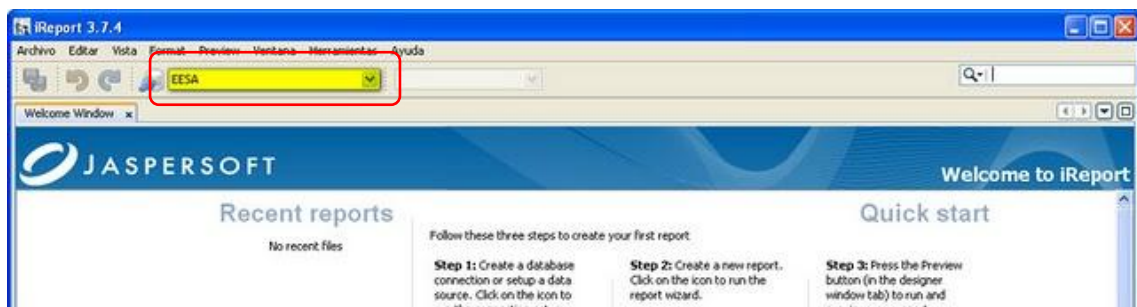 iReport 3.7.4
Archivo Editar Vista Format Preview Ventana Herramientas Ayuda
EESA
Welcome Window
JASPERSOFT
Welcome to iReport
Recent reports
Quick start
No recent files
Follow these three steps to create your first report
Step 1: Create a database
connection or setup a data
source. Click on the icon to
Step 2: Create a new report.
Click on the icon to run the
report wizard.
Step 3: Press the Preview
button (in the designer
window tab) to run and